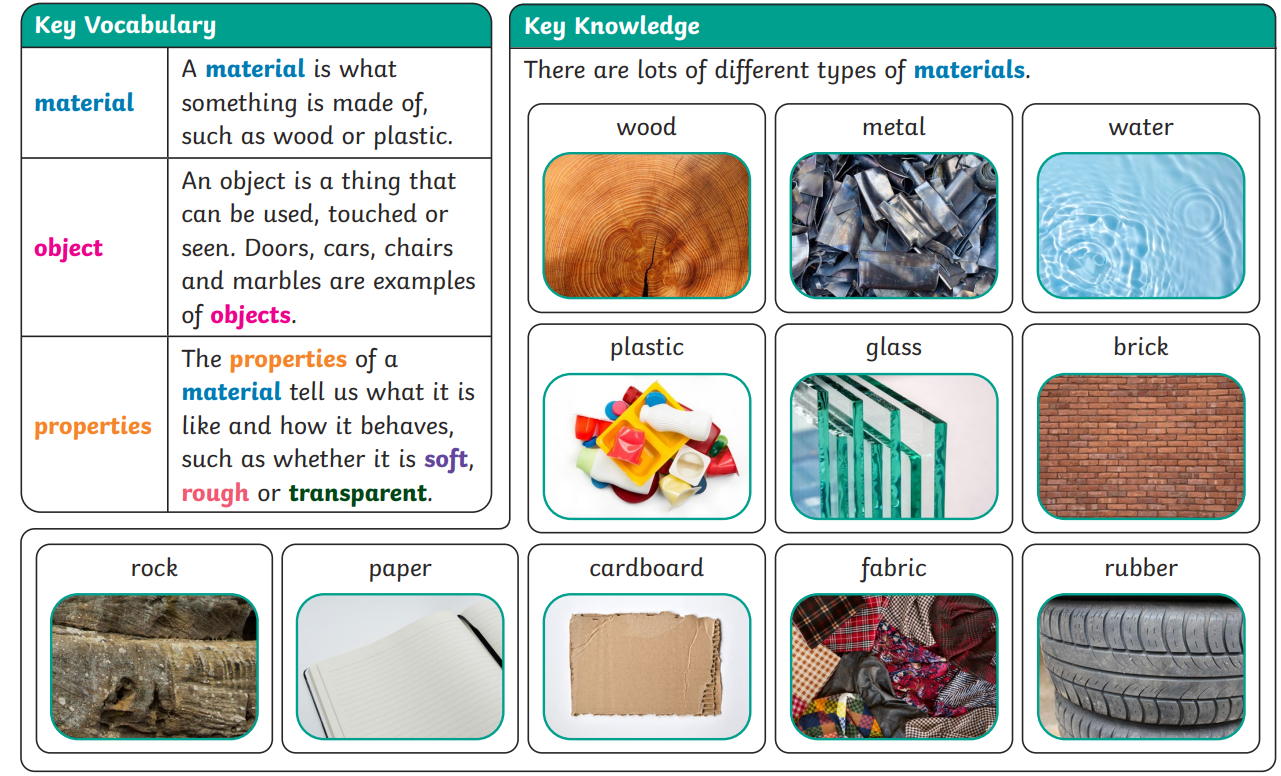 Key Vocabulary
material
A material is what
something is made of,
such as wood or plastic.
object
An object is a thing that
can be used, touched or
seen. Doors, cars, chairs
and marbles are examples
of objects.
properties
The properties of a
material tell us what it is
like and how it behaves,
such as whether it is soft,
rough or transparent.
Key Knowledge
There are lots of different types of materials.
wood
metal
water
plastic
glass
brick
rock
paper
cardboard
fabric
rubber